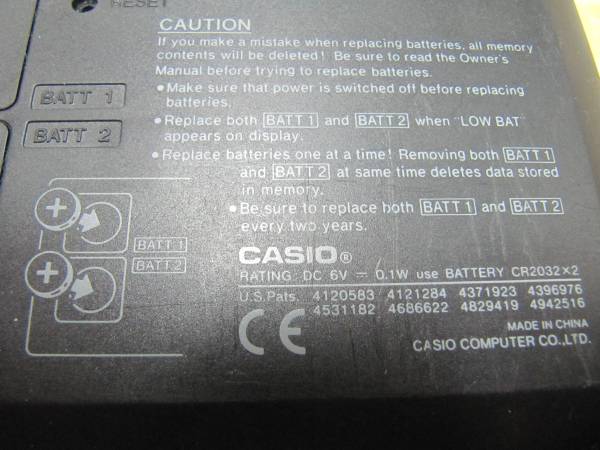 RESET
CAUTION
If you make a mistake when replacing batteries, all memory
contents will be deleted! Be sure to read the Owner's
Manual before trying to replace batteries.
•Make sure that power is switched off before replacing
batteries.
•Replace both BATT 1 and BATT 2 when "LOW BAT"
appears on display.
•Replace batteries one at a time! Removing both BATT 1
and BATT 2 at same time deletes data stored
in memory.
•Be sure to replace both BATT 1 and BATT 2
every two years.
BATT 1
BATT 2
BATT 1
BATT 2
CASIO®
RATING DC 6V ⎓ 0.1W use BATTERY CR2032×2
U.S.Pats. 4120583 4121284 4371923 4396976
4531182 4686622 4829419 4942516
CE
MADE IN CHINA
CASIO COMPUTER CO.,LTD.